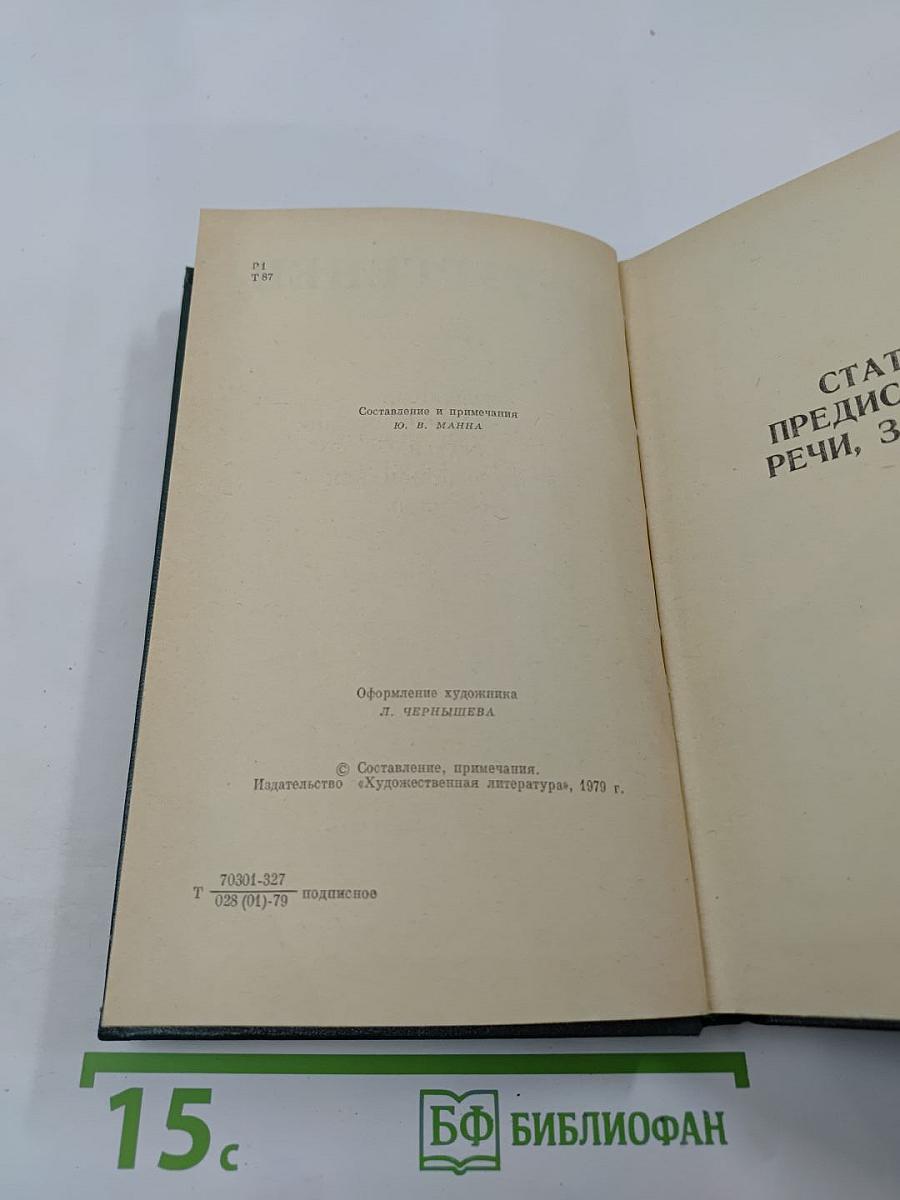 Р1
Т 87
Составление и примечания
Ю. В. МАННА
Оформление художника
Л. ЧЕРНЫШЕВА
© Составление, примечания.
Издательство «Художественная литература», 1979 г.
Т 70301-327
028 (01)-79 подписное
СТАТ
ПРЕДИС
РЕЧИ, З
15 с
БФ БИБЛИОФАН